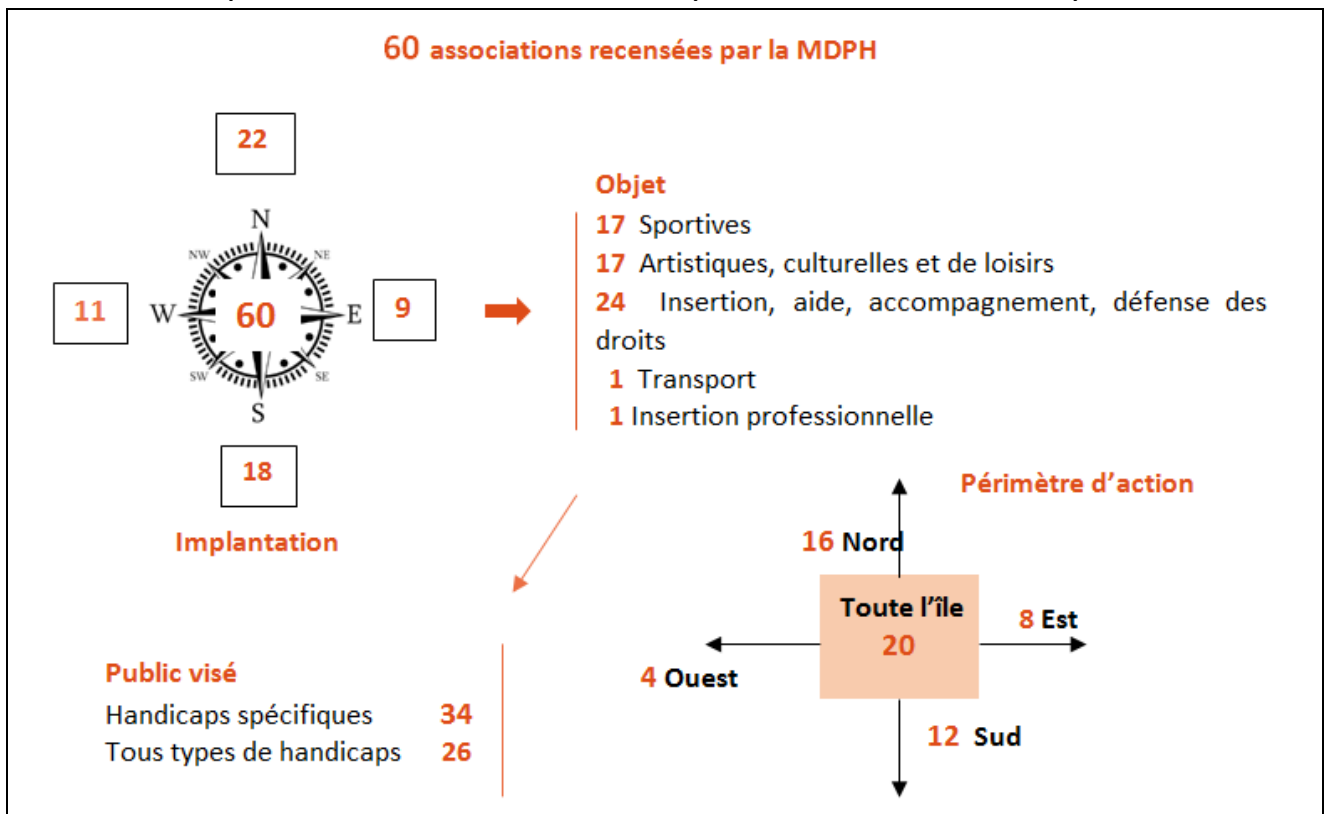 60 associations recensées par la MDPH
22
N
NW
NE
11
W
60
E
9
SW
SE
S
18
Implantation
Objet
17 Sportives
17 Artistiques, culturelles et de loisirs
24 Insertion, aide, accompagnement, défense des
droits
1 Transport
1 Insertion professionnelle
Public visé
Handicaps spécifiques 34
Tous types de handicaps 26
Périmètre d'action
16 Nord
Toute l'île
20
8 Est
4 Ouest
12 Sud